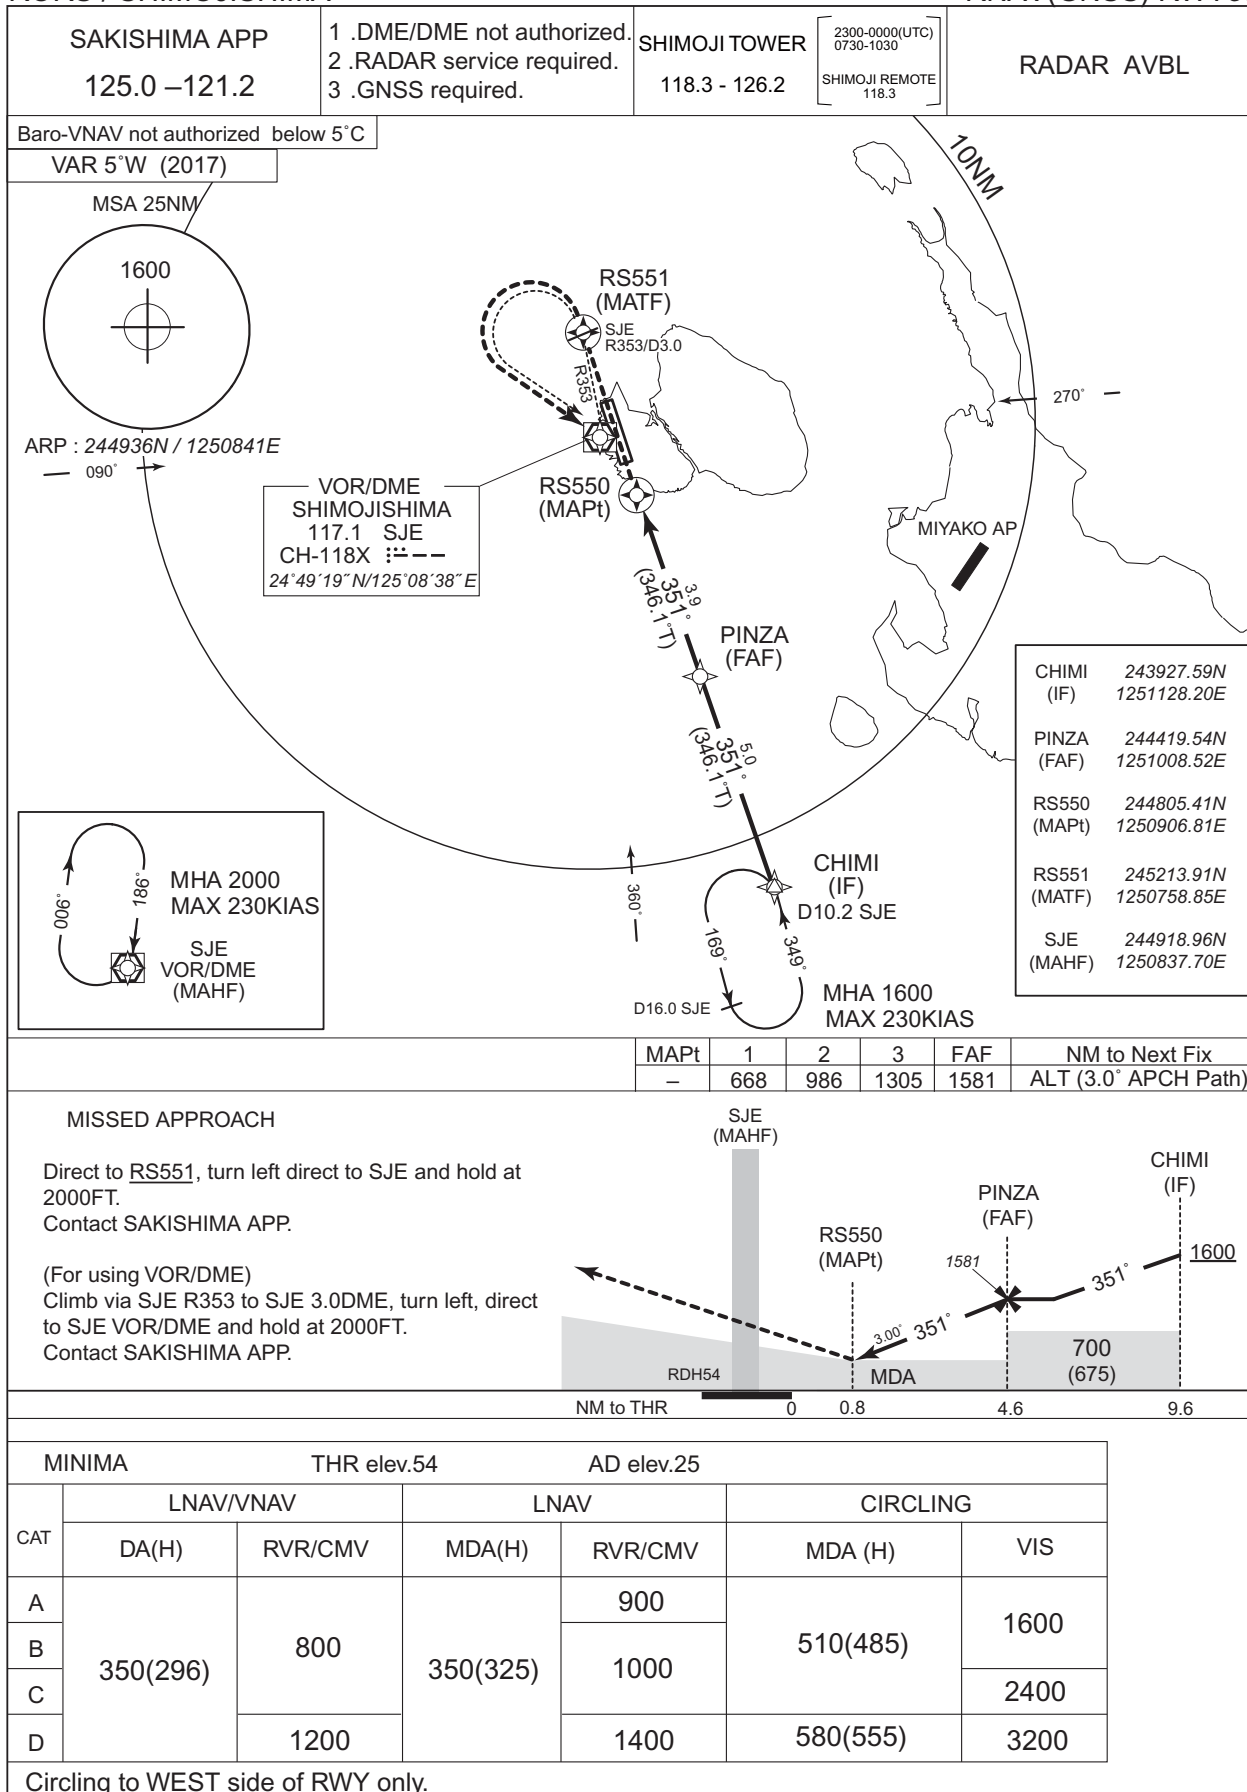 SAKISHIMA APP
125.0 –121.2
1 .DME/DME not authorized.
2 .RADAR service required.
3 .GNSS required.
SHIMOJI TOWER
118.3 - 126.2
2300-0000(UTC)
0730-1030
SHIMOJI REMOTE
118.3
RADAR AVBL
Baro-VNAV not authorized below 5˚C
VAR 5˚W (2017)
MSA 25NM
1600
ARP : 244936N / 1250841E
090˚
10NM
270˚
RS551
(MATF)
SJE
R353/D3.0
R353
VOR/DME
SHIMOJISHIMA
117.1 SJE
CH-118X
24˚49´19˝N/125˚08´38˝E
RS550
(MAPt)
MIYAKO AP
3.9
351˚
(346.1˚T)
PINZA
(FAF)
5.0
351˚
(346.1˚T)
CHIMI
(IF)
D10.2 SJE
360˚
169˚
349˚
D16.0 SJE
MHA 1600
MAX 230KIAS
006˚
186˚
MHA 2000
MAX 230KIAS
SJE
VOR/DME
(MAHF)
CHIMI 243927.59N
(IF) 1251128.20E
PINZA 244419.54N
(FAF) 1251008.52E
RS550 244805.41N
(MAPt) 1250906.81E
RS551 245213.91N
(MATF) 1250758.85E
SJE 244918.96N
(MAHF) 1250837.70E
MAPt 1 2 3 FAF NM to Next Fix
– 668 986 1305 1581 ALT (3.0˚ APCH Path)
MISSED APPROACH
Direct to RS551, turn left direct to SJE and hold at
2000FT.
Contact SAKISHIMA APP.
(For using VOR/DME)
Climb via SJE R353 to SJE 3.0DME, turn left, direct
to SJE VOR/DME and hold at 2000FT.
Contact SAKISHIMA APP.
SJE
(MAHF)
RS550
(MAPt)
PINZA
(FAF)
CHIMI
(IF)
1581
1600
351˚
3.00˚
351˚
700
(675)
RDH54
MDA
NM to THR 0 0.8 4.6 9.6
MINIMA THR elev.54 AD elev.25
CAT LNAV/VNAV LNAV CIRCLING
DA(H) RVR/CMV MDA(H) RVR/CMV MDA (H) VIS
A 350(296) 800 350(325) 900 510(485) 1600
B 1000
C 2400
D 1200 1400 580(555) 3200
Circling to WEST side of RWY only.